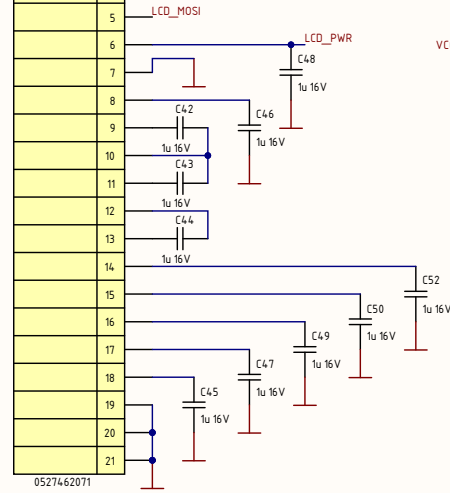 5 LCD_MOSI
6 LCD_PWR
VC
C48
7
1u 16V
8
C42
C46
9
1u 16V
1u 16V
10
C43
11
1u 16V
12
C44
13
1u 16V
14
C52
15
C50
1u 16V
16
C49
1u 16V
17
C47
1u 16V
18
C45
1u 16V
19
1u 16V
20
21
0527462071